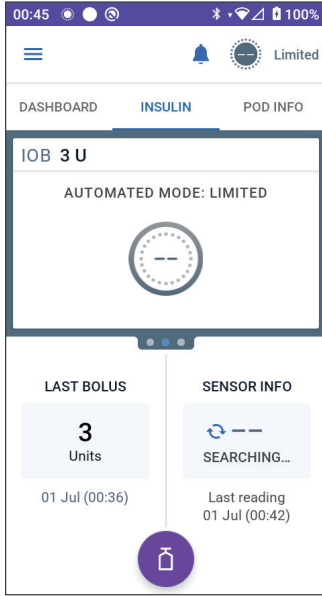 00:45 100%
-- Limited
DASHBOARD INSULIN POD INFO
IOB 3 U
AUTOMATED MODE: LIMITED
--
LAST BOLUS SENSOR INFO
3 --
Units SEARCHING...
01 Jul (00:36) Last reading
01 Jul (00:42)